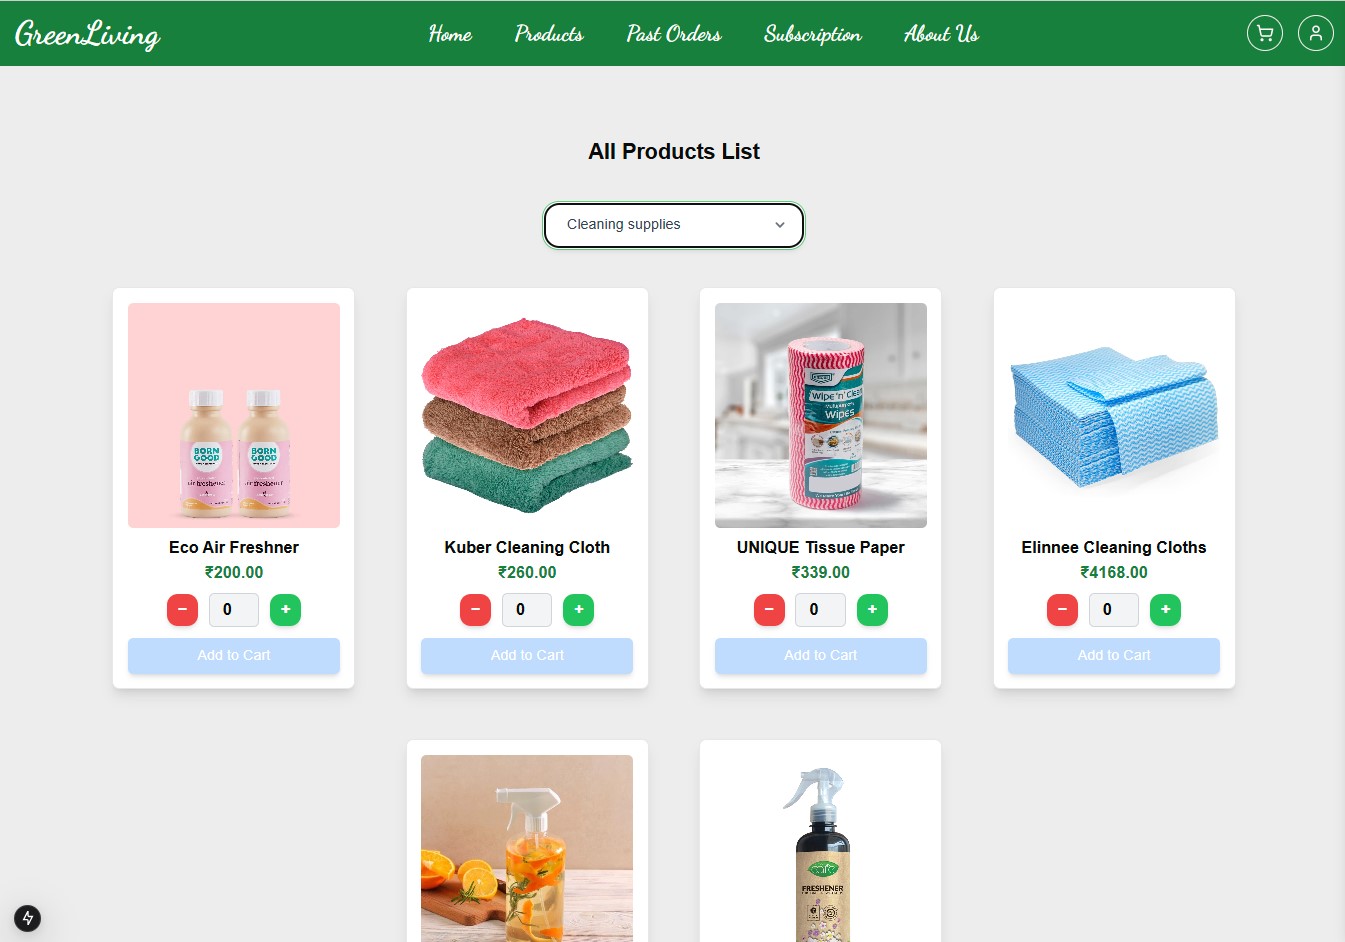 GreenLiving
Home
Products
Past Orders
Subscription
About Us
All Products List
Cleaning supplies
BORN
GOOD
air freshener
BORN
GOOD
air freshener
Wipe 'n' Clean
Wipes
Eco Air Freshner
₹200.00
−
0
+
Add to Cart
Kuber Cleaning Cloth
₹260.00
−
0
+
Add to Cart
UNIQUE Tissue Paper
₹339.00
−
0
+
Add to Cart
Elinnee Cleaning Cloths
₹4168.00
−
0
+
Add to Cart
FRESHENER